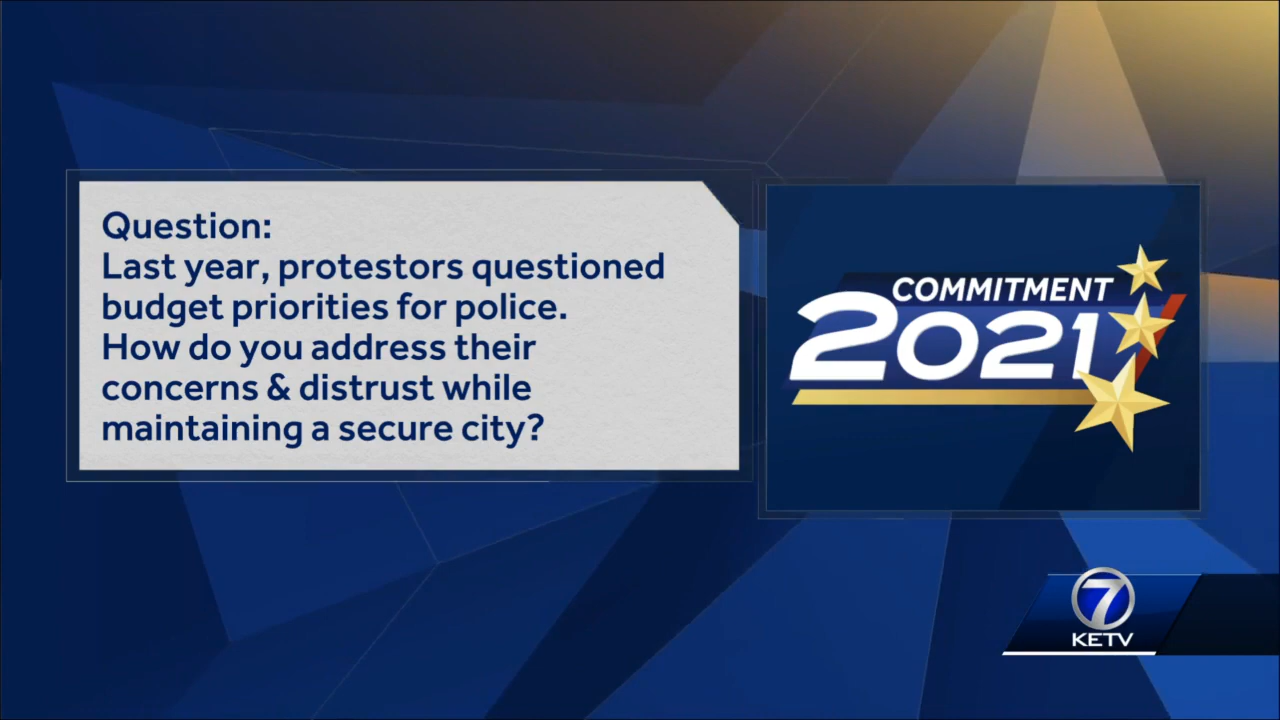 Question:
Last year, protestors questioned
budget priorities for police.
How do you address their
concerns & distrust while
maintaining a secure city?
COMMITMENT
2021
7
KETV